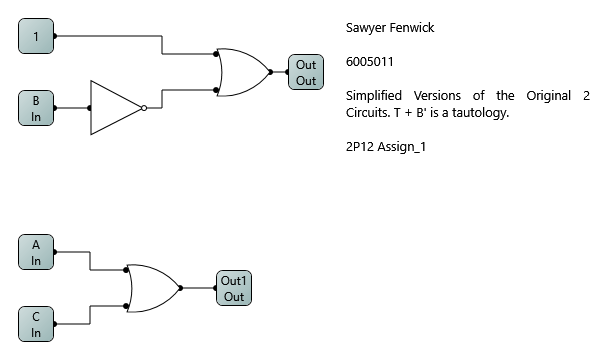 1
B
In
Out
Out
Sawyer Fenwick
6005011
Simplified Versions of the Original 2
Circuits. T + B' is a tautology.
2P12 Assign_1
A
In
C
In
Out1
Out